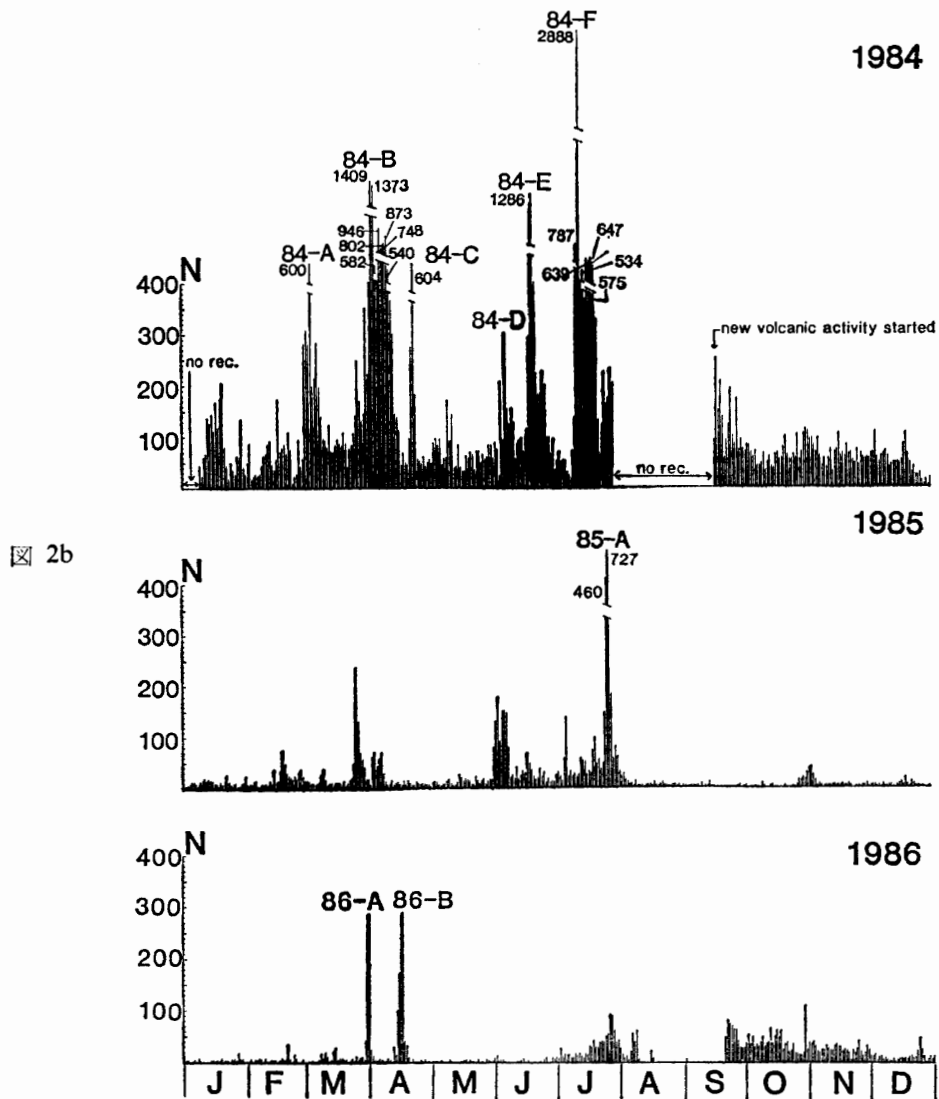 84-F
2888
1984
84-B
1409
1373
84-E
1286
873
946
748
802
787
647
84-A
540
84-C
582
600
604
639
534
575
N
400
300
200
100
84-D
no rec.
new volcanic activity started
no rec.
1985
図 2b
85-A
727
460
N
400
300
200
100
1986
N
400
300
200
100
86-A
86-B
J F M A M J J A S O N D